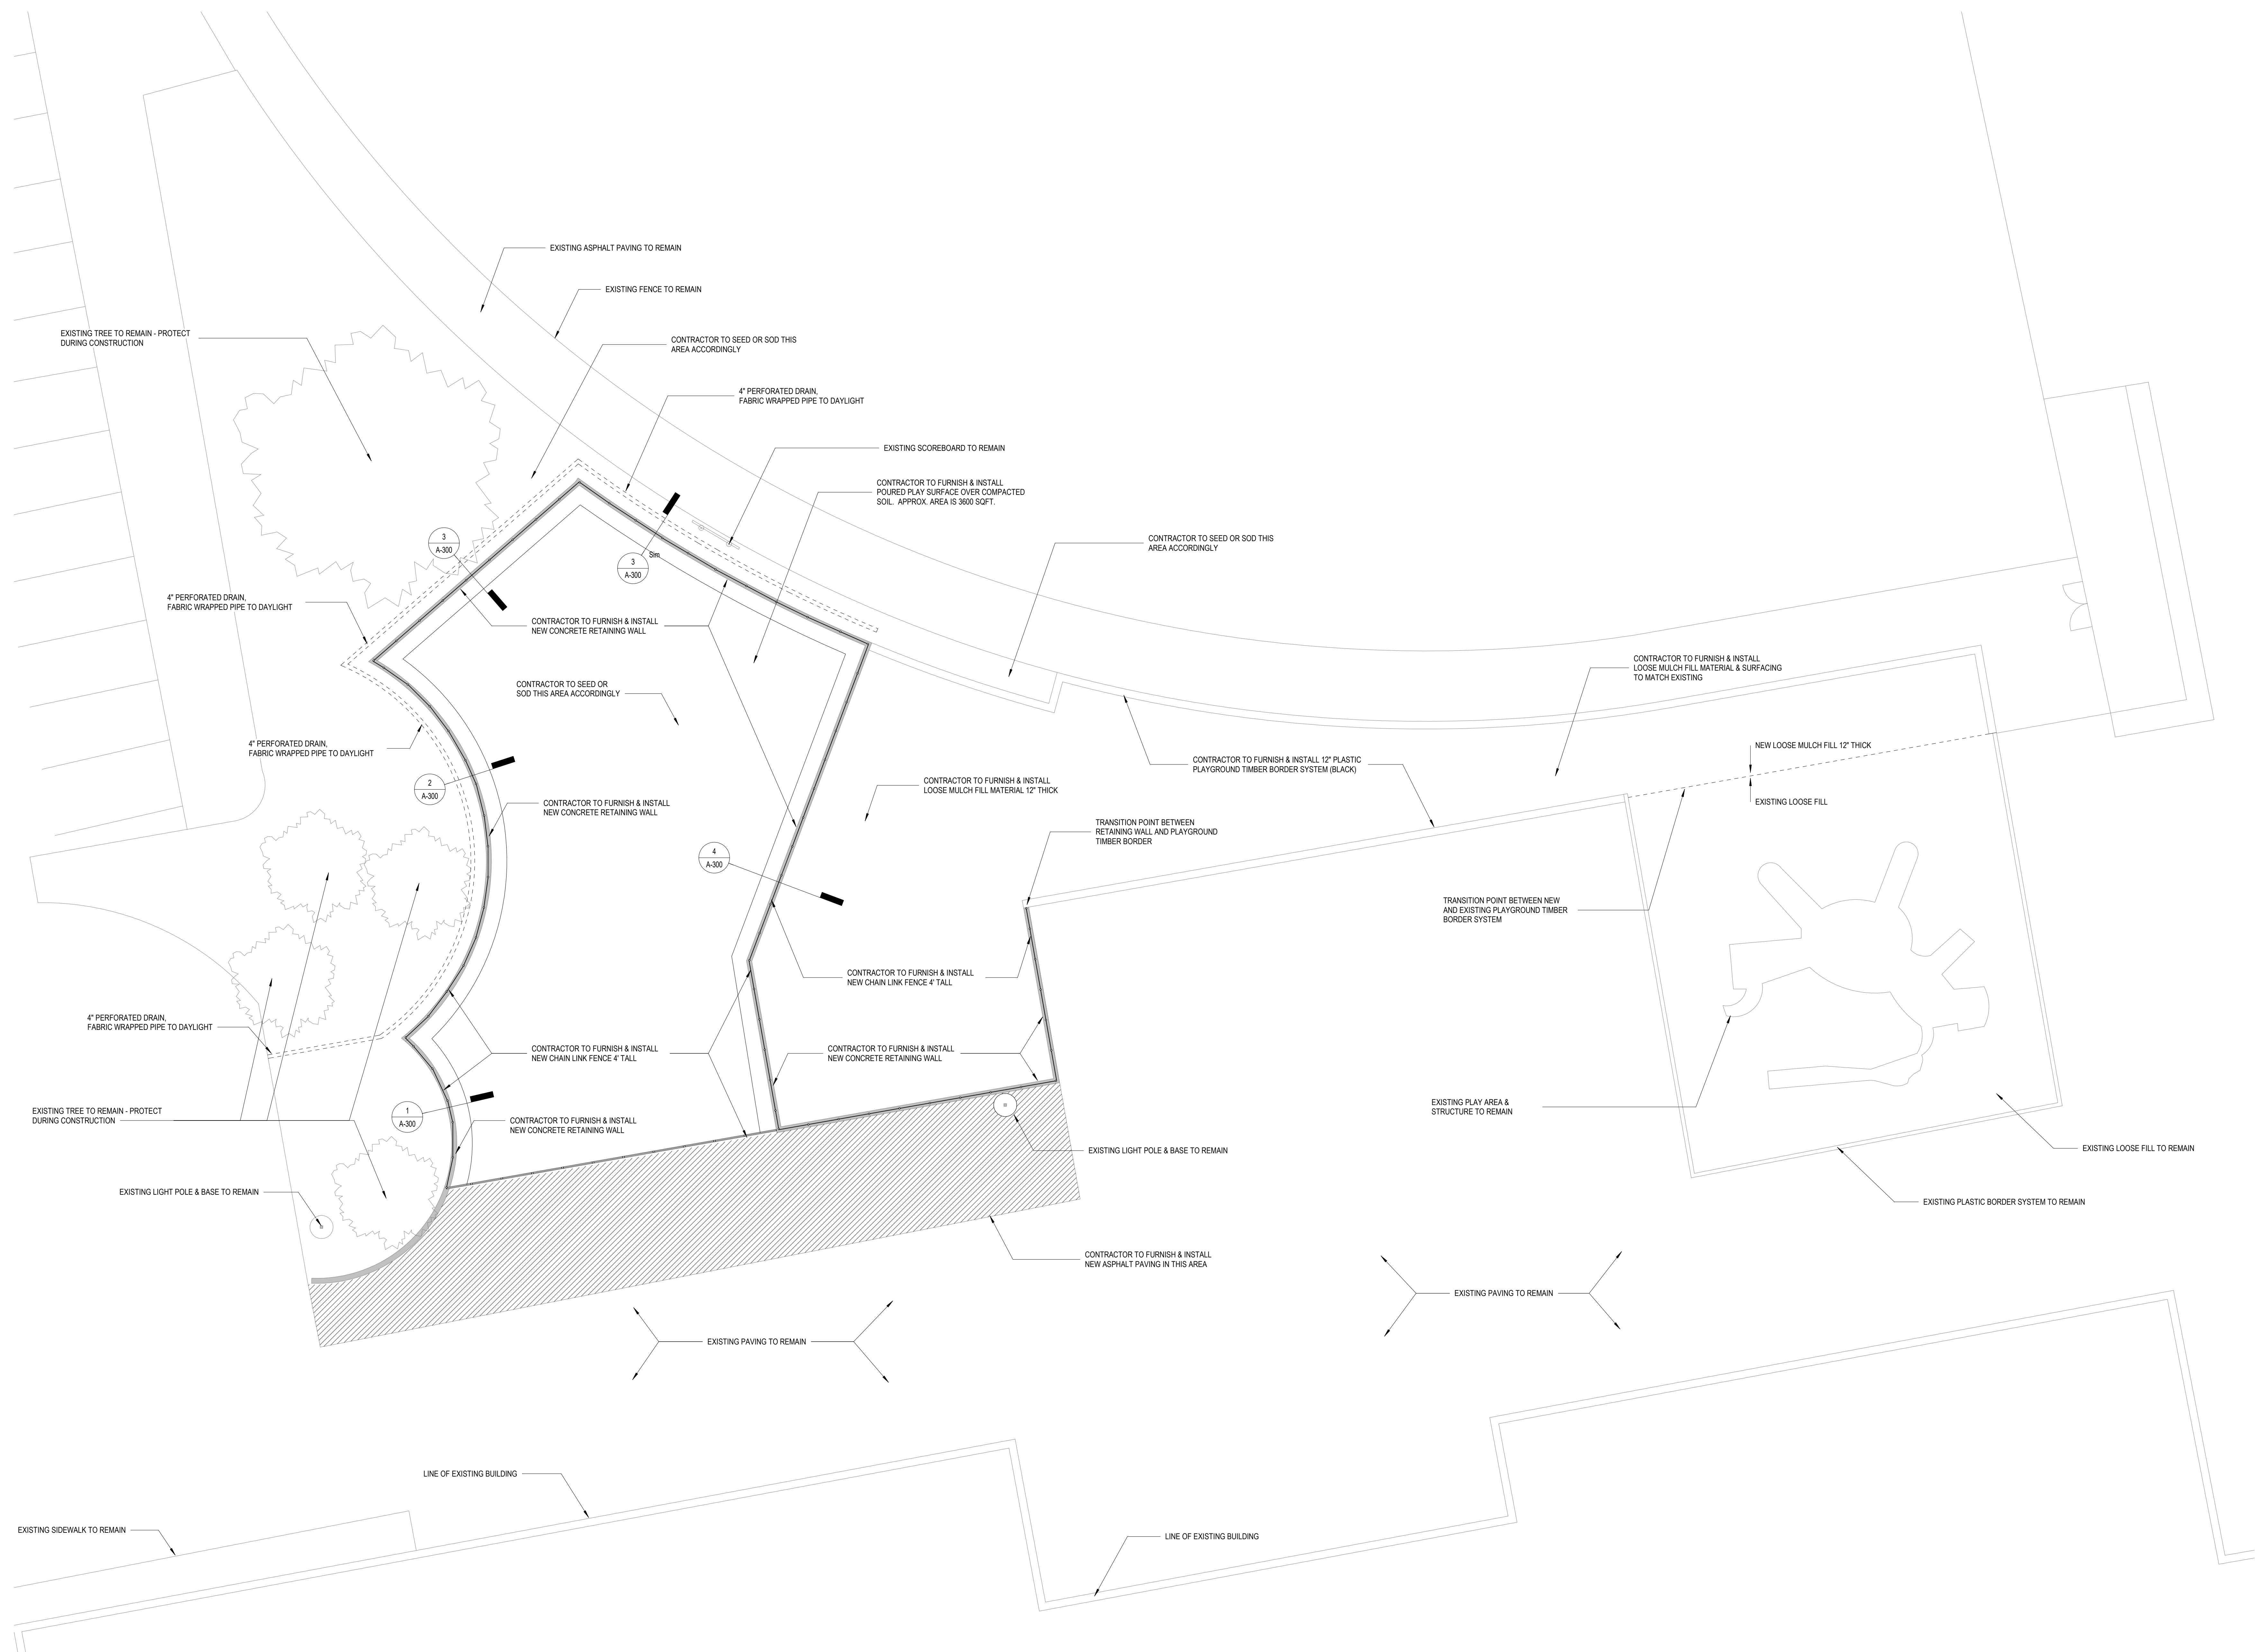 EXISTING ASPHALT PAVING TO REMAIN
EXISTING FENCE TO REMAIN
EXISTING TREE TO REMAIN - PROTECT
DURING CONSTRUCTION
CONTRACTOR TO SEED OR SOD THIS
AREA ACCORDINGLY
4" PERFORATED DRAIN,
FABRIC WRAPPED PIPE TO DAYLIGHT
EXISTING SCOREBOARD TO REMAIN
CONTRACTOR TO FURNISH & INSTALL
POURED PLAY SURFACE OVER COMPACTED
SOIL. APPROX. AREA IS 3600 SQFT.
3
A-300
Sim
3
A-300
CONTRACTOR TO SEED OR SOD THIS
AREA ACCORDINGLY
4" PERFORATED DRAIN,
FABRIC WRAPPED PIPE TO DAYLIGHT
CONTRACTOR TO FURNISH & INSTALL
NEW CONCRETE RETAINING WALL
CONTRACTOR TO FURNISH & INSTALL
LOOSE MULCH FILL MATERIAL & SURFACING
TO MATCH EXISTING
CONTRACTOR TO SEED OR
SOD THIS AREA ACCORDINGLY
4" PERFORATED DRAIN,
FABRIC WRAPPED PIPE TO DAYLIGHT
NEW LOOSE MULCH FILL 12" THICK
CONTRACTOR TO FURNISH & INSTALL 12" PLASTIC
PLAYGROUND TIMBER BORDER SYSTEM (BLACK)
2
A-300
CONTRACTOR TO FURNISH & INSTALL
LOOSE MULCH FILL MATERIAL 12" THICK
CONTRACTOR TO FURNISH & INSTALL
NEW CONCRETE RETAINING WALL
EXISTING LOOSE FILL
TRANSITION POINT BETWEEN
RETAINING WALL AND PLAYGROUND
TIMBER BORDER
4
A-300
TRANSITION POINT BETWEEN NEW
AND EXISTING PLAYGROUND TIMBER
BORDER SYSTEM
CONTRACTOR TO FURNISH & INSTALL
NEW CHAIN LINK FENCE 4' TALL
4" PERFORATED DRAIN,
FABRIC WRAPPED PIPE TO DAYLIGHT
CONTRACTOR TO FURNISH & INSTALL
NEW CHAIN LINK FENCE 4' TALL
CONTRACTOR TO FURNISH & INSTALL
NEW CONCRETE RETAINING WALL
EXISTING TREE TO REMAIN - PROTECT
DURING CONSTRUCTION
1
A-300
CONTRACTOR TO FURNISH & INSTALL
NEW CONCRETE RETAINING WALL
EXISTING PLAY AREA &
STRUCTURE TO REMAIN
EXISTING LIGHT POLE & BASE TO REMAIN
EXISTING LOOSE FILL TO REMAIN
EXISTING LIGHT POLE & BASE TO REMAIN
EXISTING PLASTIC BORDER SYSTEM TO REMAIN
CONTRACTOR TO FURNISH & INSTALL
NEW ASPHALT PAVING IN THIS AREA
EXISTING PAVING TO REMAIN
EXISTING PAVING TO REMAIN
LINE OF EXISTING BUILDING
EXISTING SIDEWALK TO REMAIN
LINE OF EXISTING BUILDING